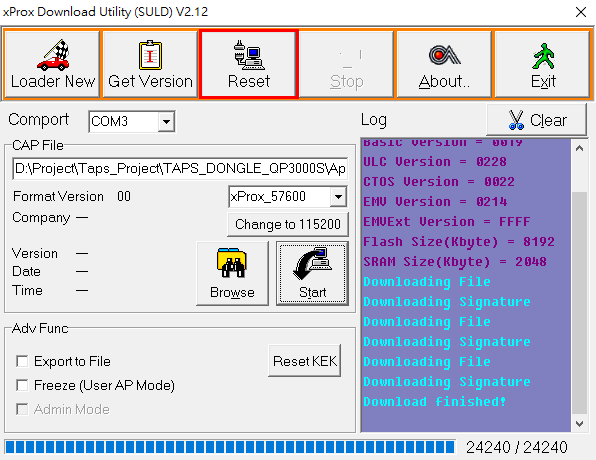 xProx Download Utility (SULD) V2.12
Loader New
Get Version
Reset
Stop
About..
Exit
Comport
COM3
Log
Clear
CAP File
D:\Project\Taps_Project\TAPS_DONGLE_QP3000S\Ap
Format Version 00
xProx_57600
Company —
Change to 115200
Version —
Date —
Time —
Browse
Start
Adv Func
Export to File
Reset KEK
Freeze (User AP Mode)
Admin Mode
Basic Version = 0019
ULC Version = 0228
CTOS Version = 0022
EMV Version = 0214
EMVExt Version = FFFF
Flash Size(Kbyte) = 8192
SRAM Size(Kbyte) = 2048
Downloading File
Downloading Signature
Downloading File
Downloading Signature
Downloading File
Downloading Signature
Download finished!
24240 / 24240